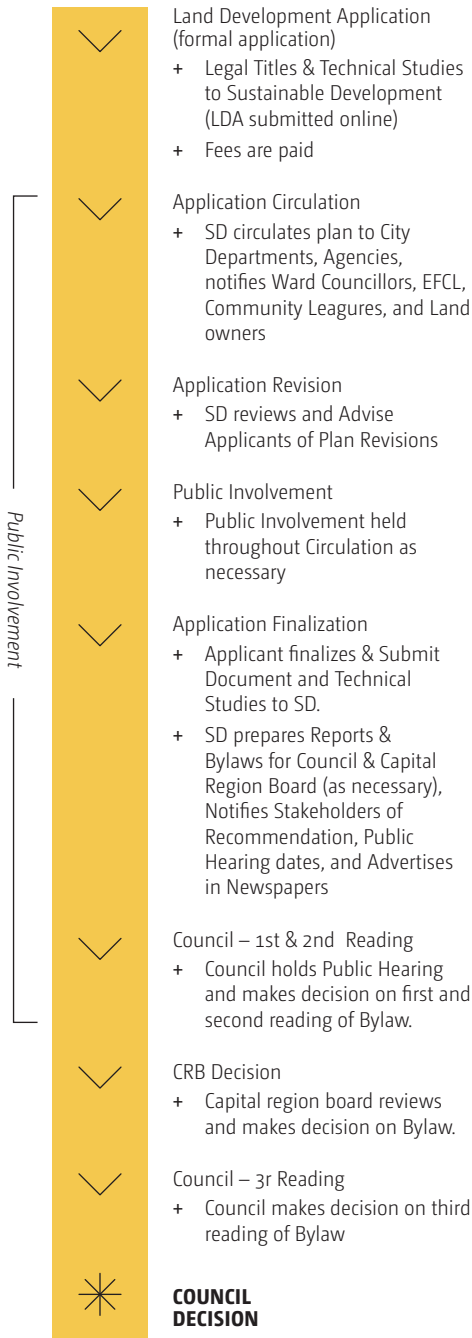 Land Development Application
(formal application)
+ Legal Titles & Technical Studies
to Sustainable Development
(LDA submitted online)
+ Fees are paid
Application Circulation
+ SD circulates plan to City
Departments, Agencies,
notifies Ward Councillors, EFCL,
Community Leagures, and Land
owners
Application Revision
+ SD reviews and Advise
Applicants of Plan Revisions
Public Involvement
+ Public Involvement held
throughout Circulation as
necessary
Public Involvement
Application Finalization
+ Applicant finalizes & Submit
Document and Technical
Studies to SD.
+ SD prepares Reports &
Bylaws for Council & Capital
Region Board (as necessary),
Notifies Stakeholders of
Recommendation, Public
Hearing dates, and Advertises
in Newspapers
Council – 1st & 2nd Reading
+ Council holds Public Hearing
and makes decision on first and
second reading of Bylaw.
CRB Decision
+ Capital region board reviews
and makes decision on Bylaw.
Council – 3r Reading
+ Council makes decision on third
reading of Bylaw
COUNCIL
DECISION